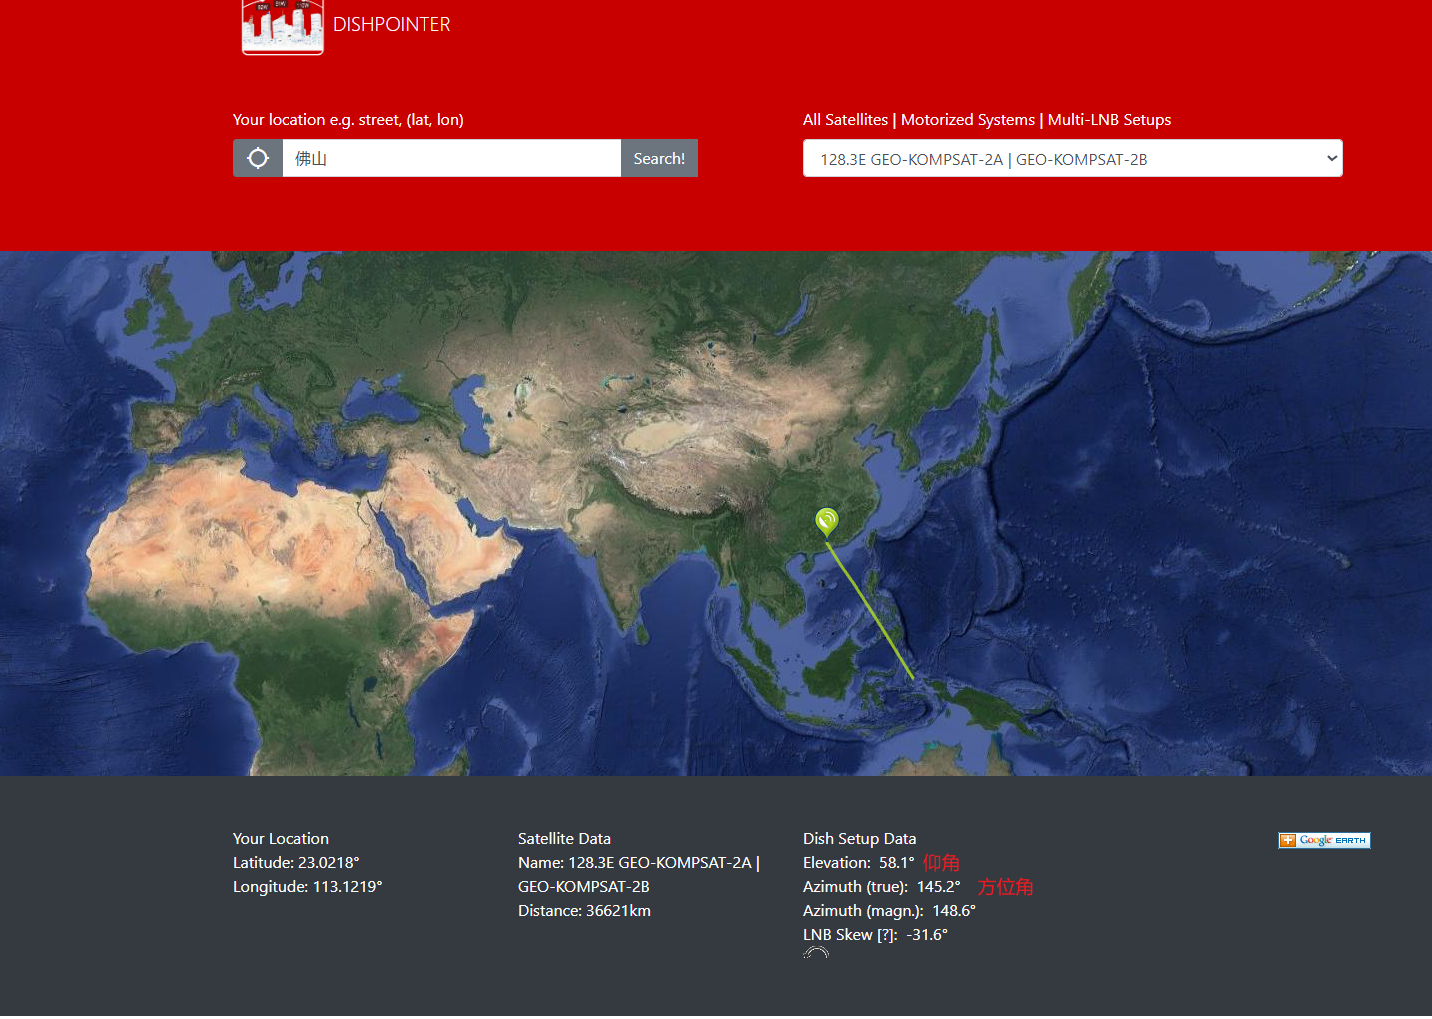 92W 91W 110W
DISHPOINTER
Your location e.g. street, (lat, lon)
佛山
Search!
All Satellites | Motorized Systems | Multi-LNB Setups
128.3E GEO-KOMPSAT-2A | GEO-KOMPSAT-2B
Your Location
Latitude: 23.0218°
Longitude: 113.1219°
Satellite Data
Name: 128.3E GEO-KOMPSAT-2A |
GEO-KOMPSAT-2B
Distance: 36621km
Dish Setup Data
Elevation: 58.1° 仰角
Azimuth (true): 145.2° 方位角
Azimuth (magn.): 148.6°
LNB Skew [?]: -31.6°
Google EARTH